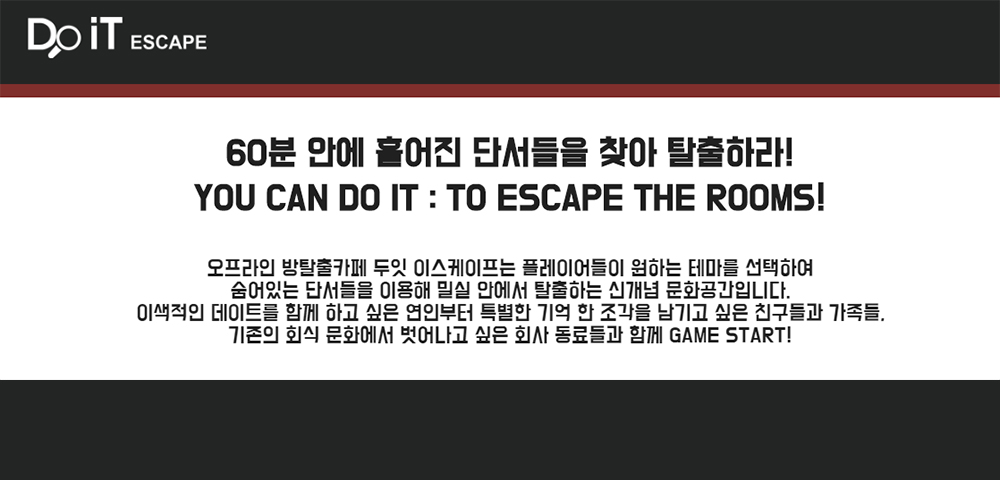 Do iT ESCAPE
60분 안에 흩어진 단서들을 찾아 탈출하라!
YOU CAN DO IT : TO ESCAPE THE ROOMS!
오프라인 방탈출카페 두잇 이스케이프는 플레이어들이 원하는 테마를 선택하여
숨어있는 단서들을 이용해 밀실 안에서 탈출하는 신개념 문화공간입니다.
이색적인 데이트를 함께 하고 싶은 연인부터 특별한 기억 한 조각을 남기고 싶은 친구들과 가족들,
기존의 회식 문화에서 벗어나고 싶은 회사 동료들과 함께 GAME START!